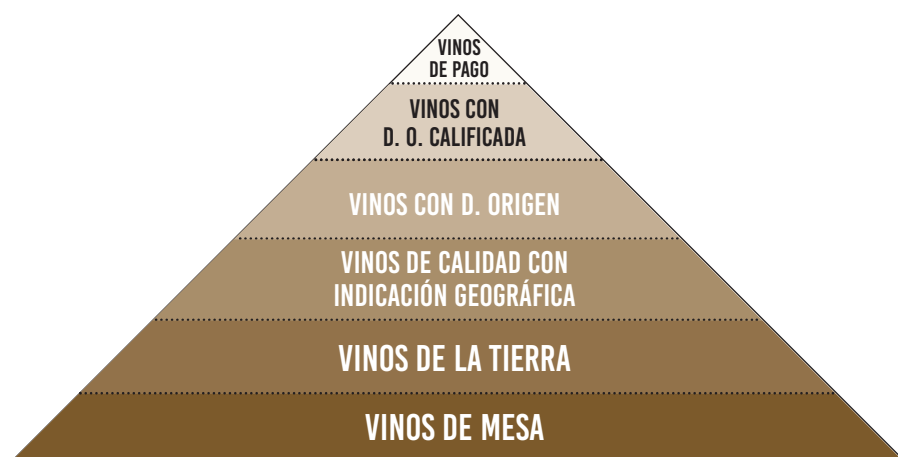 VINOS
DE PAGO
VINOS CON
D. O. CALIFICADA
VINOS CON D. ORIGEN
VINOS DE CALIDAD CON
INDICACIÓN GEOGRÁFICA
VINOS DE LA TIERRA
VINOS DE MESA